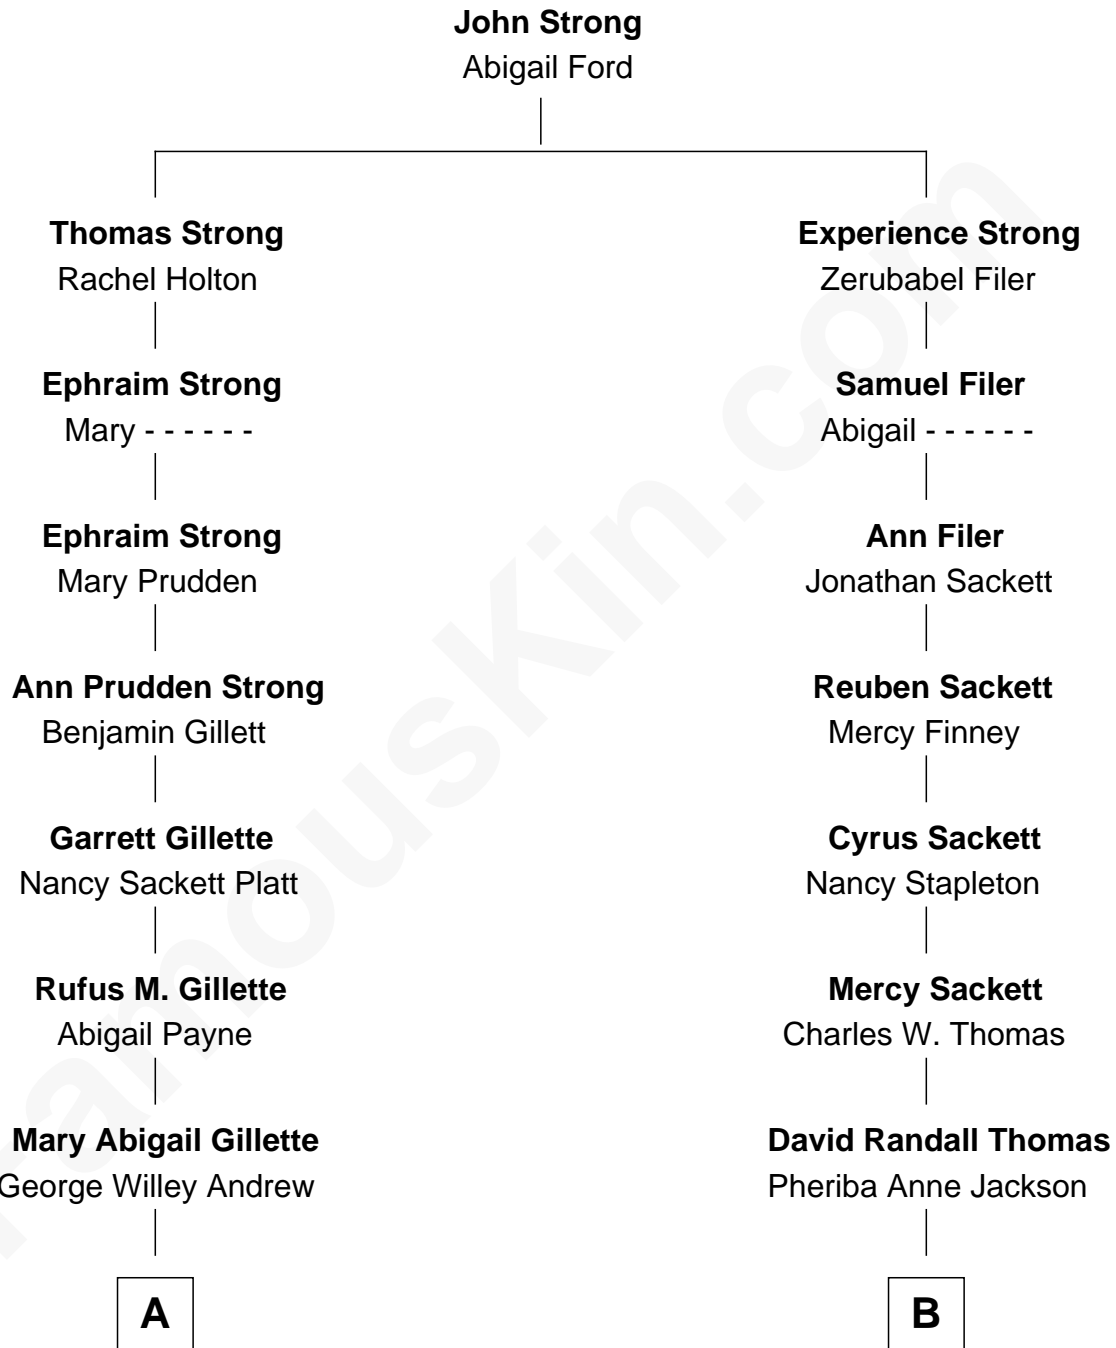 John Strong
Abigail Ford
Thomas Strong
Rachel Holton
Experience Strong
Zerubabel Filer
Ephraim Strong
Mary - - - - - -
Samuel Filer
Abigail - - - - - -
Ephraim Strong
Mary Prudden
Ann Filer
Jonathan Sackett
Ann Prudden Strong
Benjamin Gillett
Reuben Sackett
Mercy Finney
Garrett Gillette
Nancy Sackett Platt
Cyrus Sackett
Nancy Stapleton
Rufus M. Gillette
Abigail Payne
Mercy Sackett
Charles W. Thomas
Mary Abigail Gillette
George Willey Andrew
David Randall Thomas
Pheriba Anne Jackson
A
B
FamousKin.com